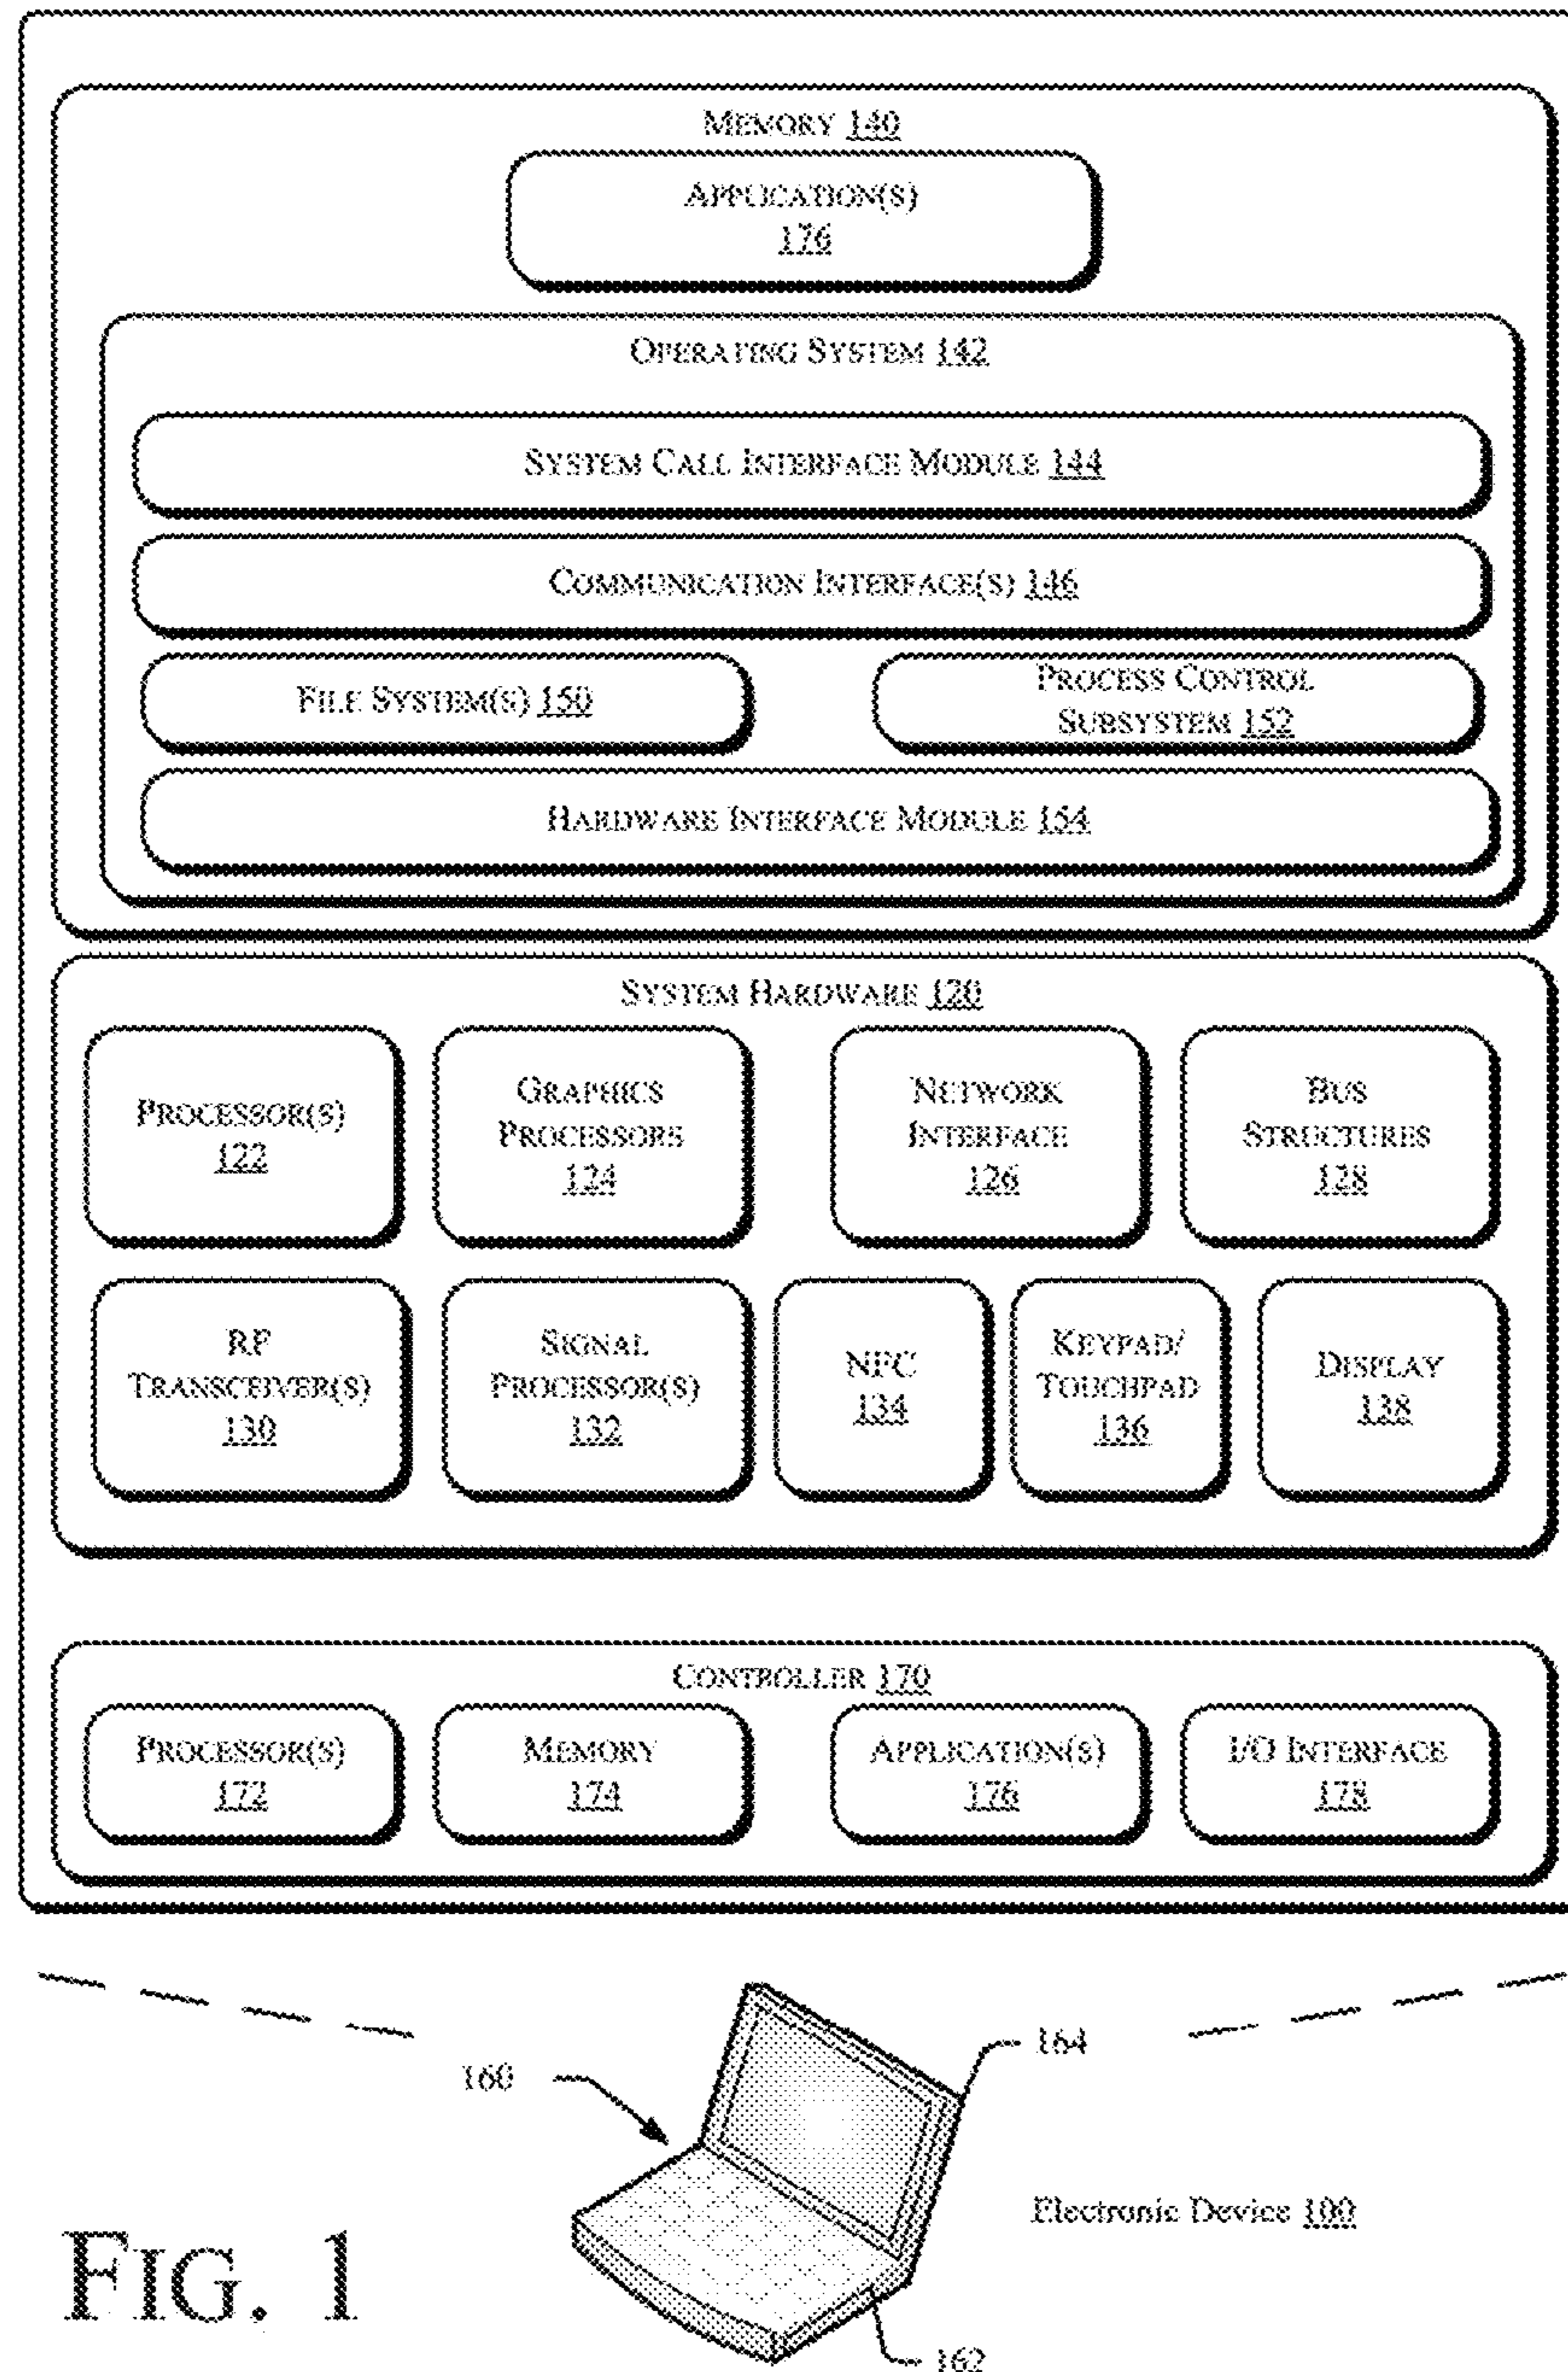 MEMORY 140
APPLICATION(S)
176
OPERATING SYSTEM 142
SYSTEM CALL INTERFACE MODULE 144
COMMUNICATION INTERFACE(S) 146
FILE SYSTEM(S) 150
PROCESS CONTROL
SUBSYSTEM 152
HARDWARE INTERFACE MODULE 154
SYSTEM HARDWARE 120
PROCESSOR(S)
122
GRAPHICS
PROCESSORS
124
NETWORK
INTERFACE
126
BUS
STRUCTURES
128
RF
TRANSCEIVER(S)
130
SIGNAL
PROCESSOR(S)
132
NFC
134
KEYPAD/
TOUCHPAD
136
DISPLAY
138
CONTROLLER 170
PROCESSOR(S)
172
MEMORY
174
APPLICATION(S)
176
I/O INTERFACE
178
164
160
Electronic Device 100
FIG. 1
162